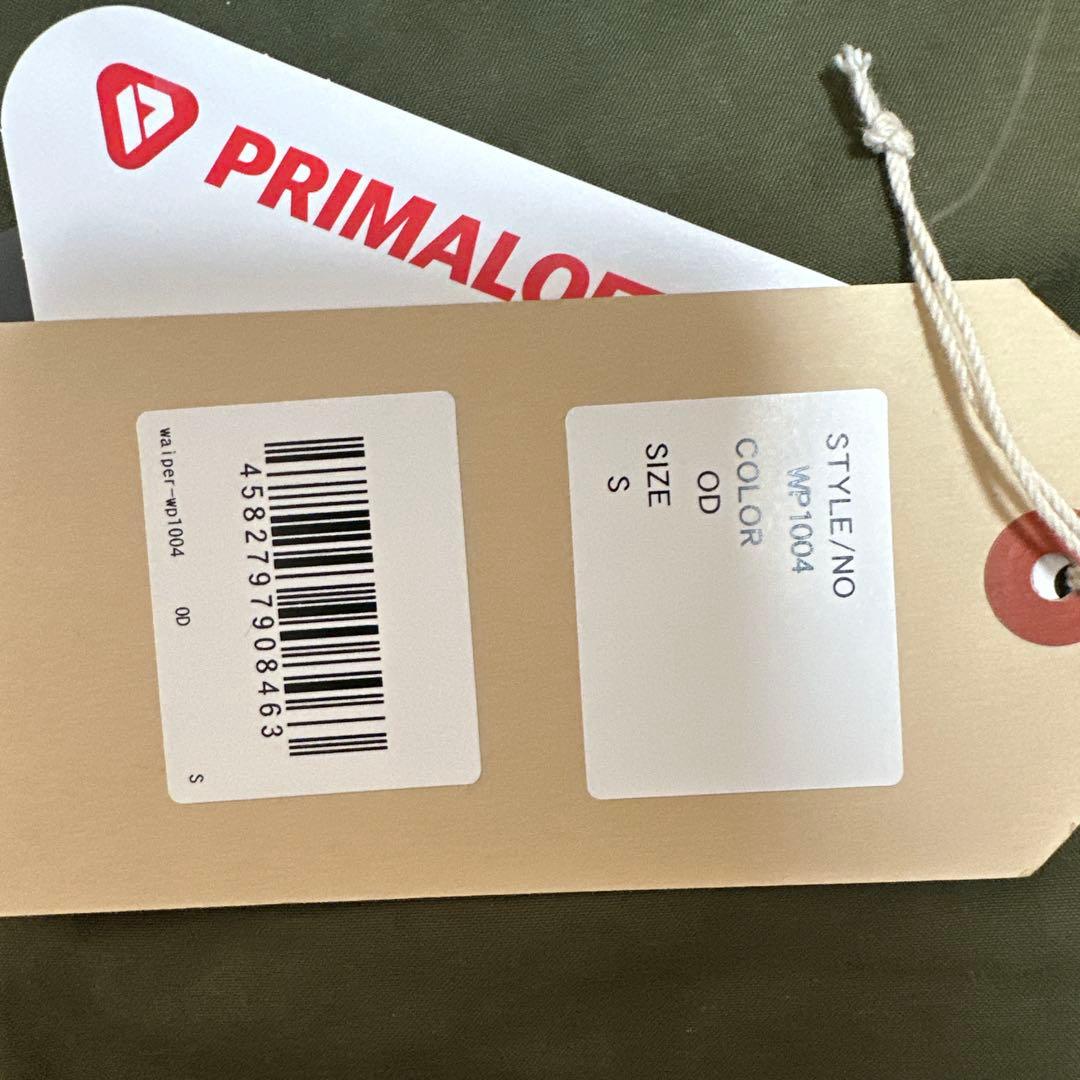 PRIMALOF
STYLE/NO
WP1004
COLOR
OD
SIZE
S
4582797908463
waiper-wp1004 OD S